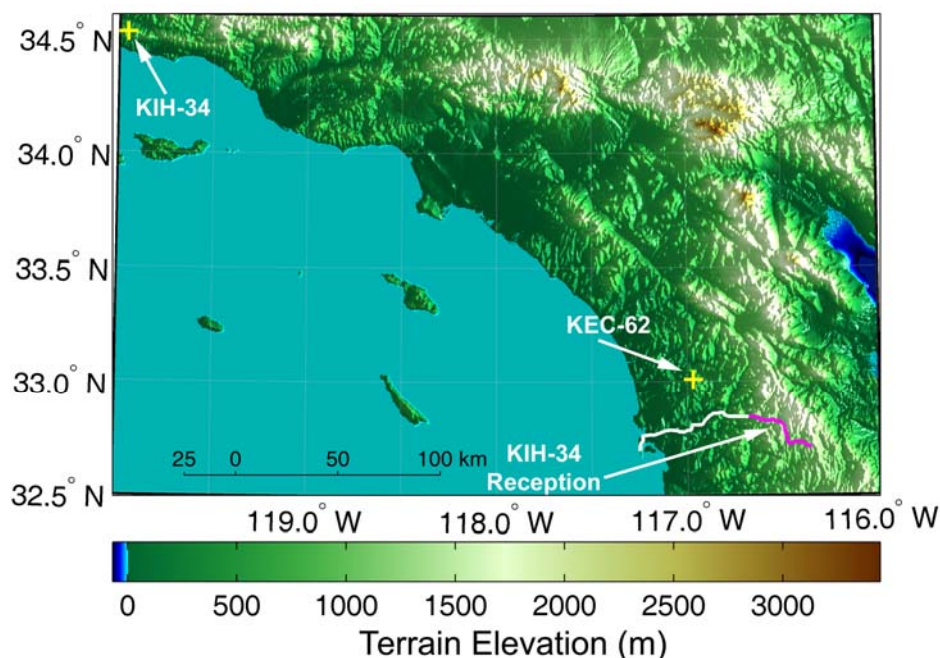 34.5° N
KIH-34
34.0° N
33.5° N
KEC-62
33.0° N
KIH-34
Reception
25 0 50 100 km
32.5° N
119.0° W 118.0° W 117.0° W 116.0° W
0 500 1000 1500 2000 2500 3000
Terrain Elevation (m)